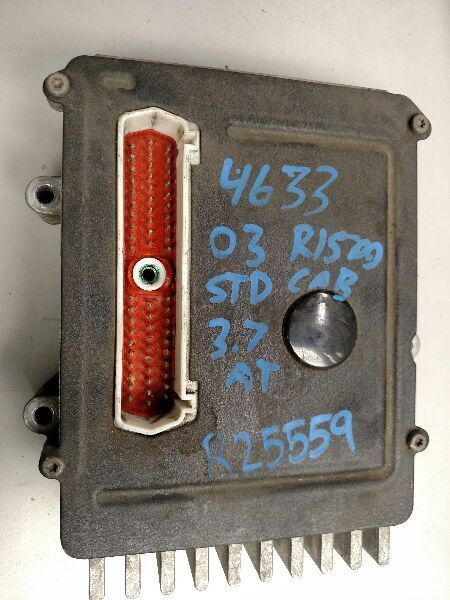 4633
03 R1500
STD CAB
3.7
AT
R25559